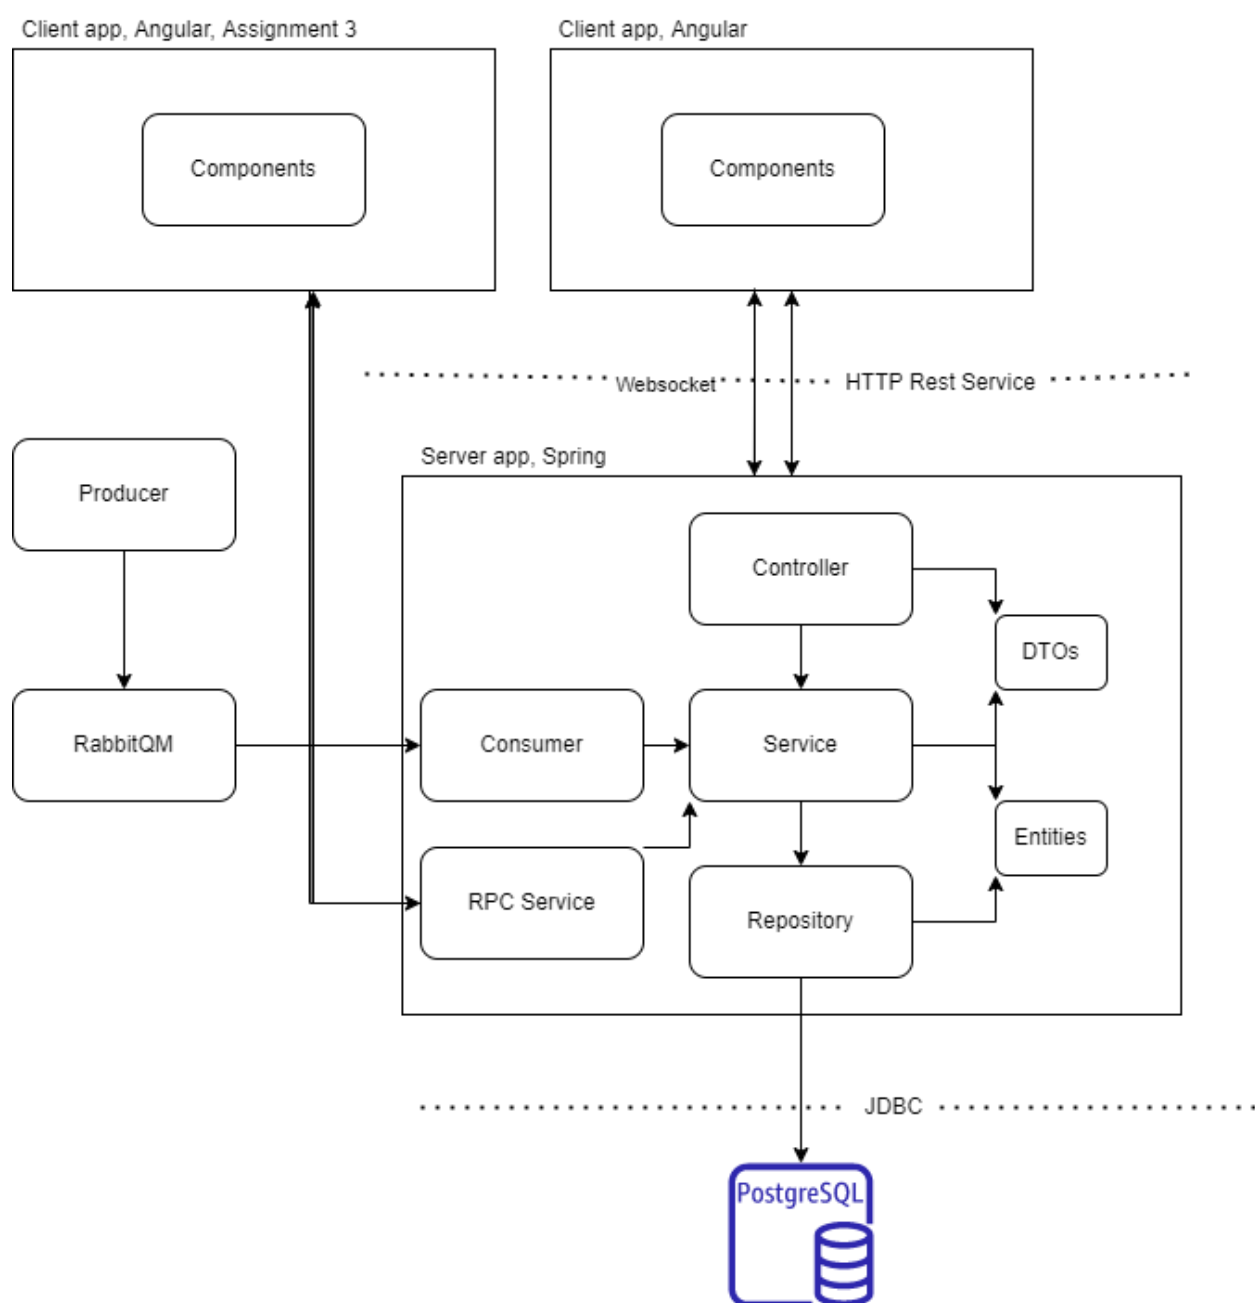 Client app, Angular, Assignment 3
Client app, Angular
Components
Components
Websocket
HTTP Rest Service
Server app, Spring
Producer
Controller
DTOs
RabbitQM
Consumer
Service
Entities
RPC Service
Repository
JDBC
PostgreSQL